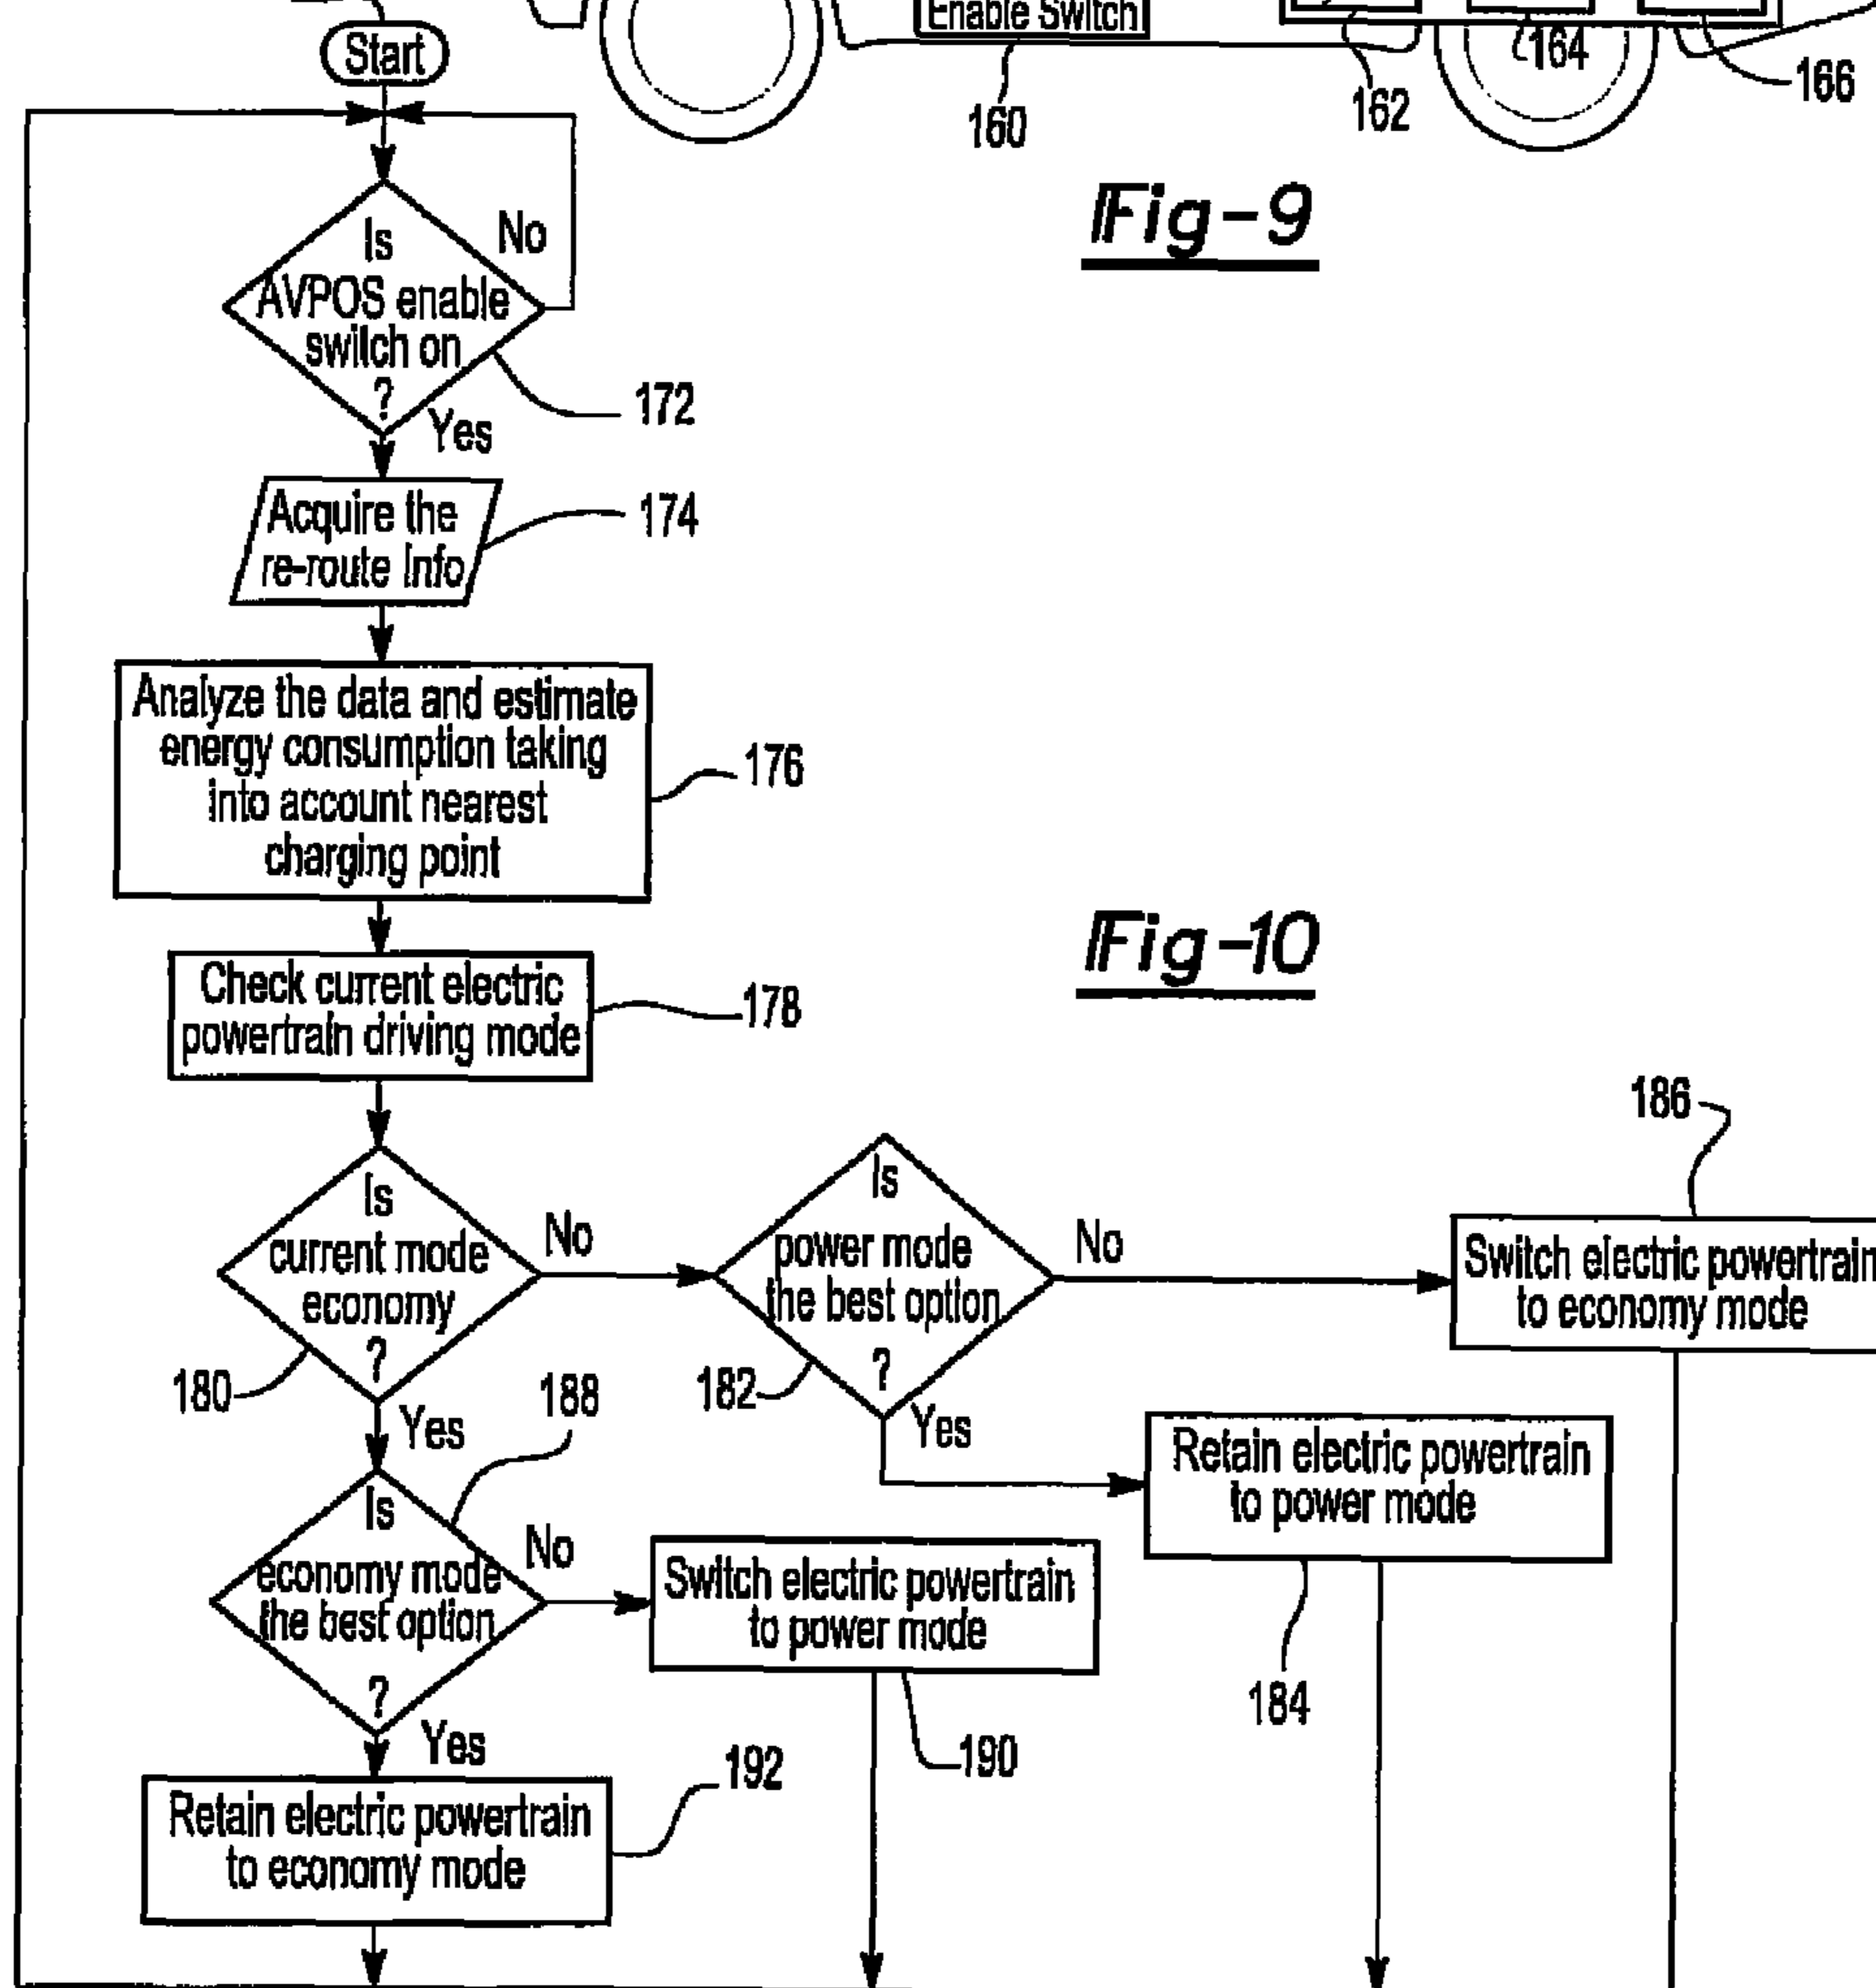 Enable Switch
Start
164
166
162
160
Fig-9
Is
AVPOS enable
switch on
?
No
Yes
172
Acquire the
re-route info
174
Analyze the data and estimate
energy consumption taking
into account nearest
charging point
176
Fig-10
Check current electric
powertrain driving mode
178
186
Is
current mode
economy
?
No
180
Yes
Is
power mode
the best option
?
No
182
Yes
Switch electric powertrain
to economy mode
188
Retain electric powertrain
to power mode
184
Is
economy mode
the best option
?
No
Yes
Switch electric powertrain
to power mode
190
192
Retain electric powertrain
to economy mode